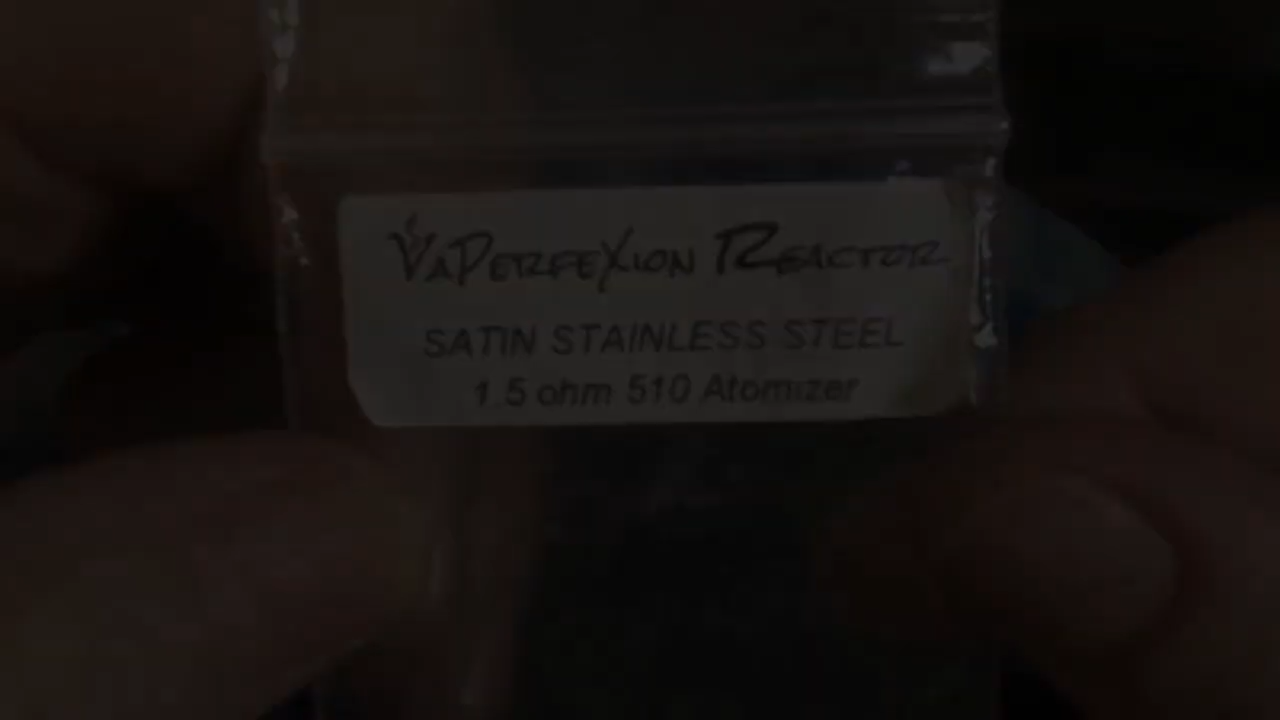 VaPerfeXion Reactor
SATIN STAINLESS STEEL
1.5 ohm 510 Atomizer